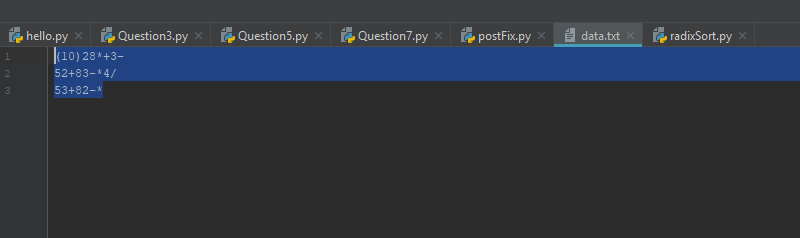 hello.py Question3.py Question5.py Question7.py postFix.py data.txt radixSort.py
1 (10)28*+3-
2 52+83-*4/
3 53+82-*